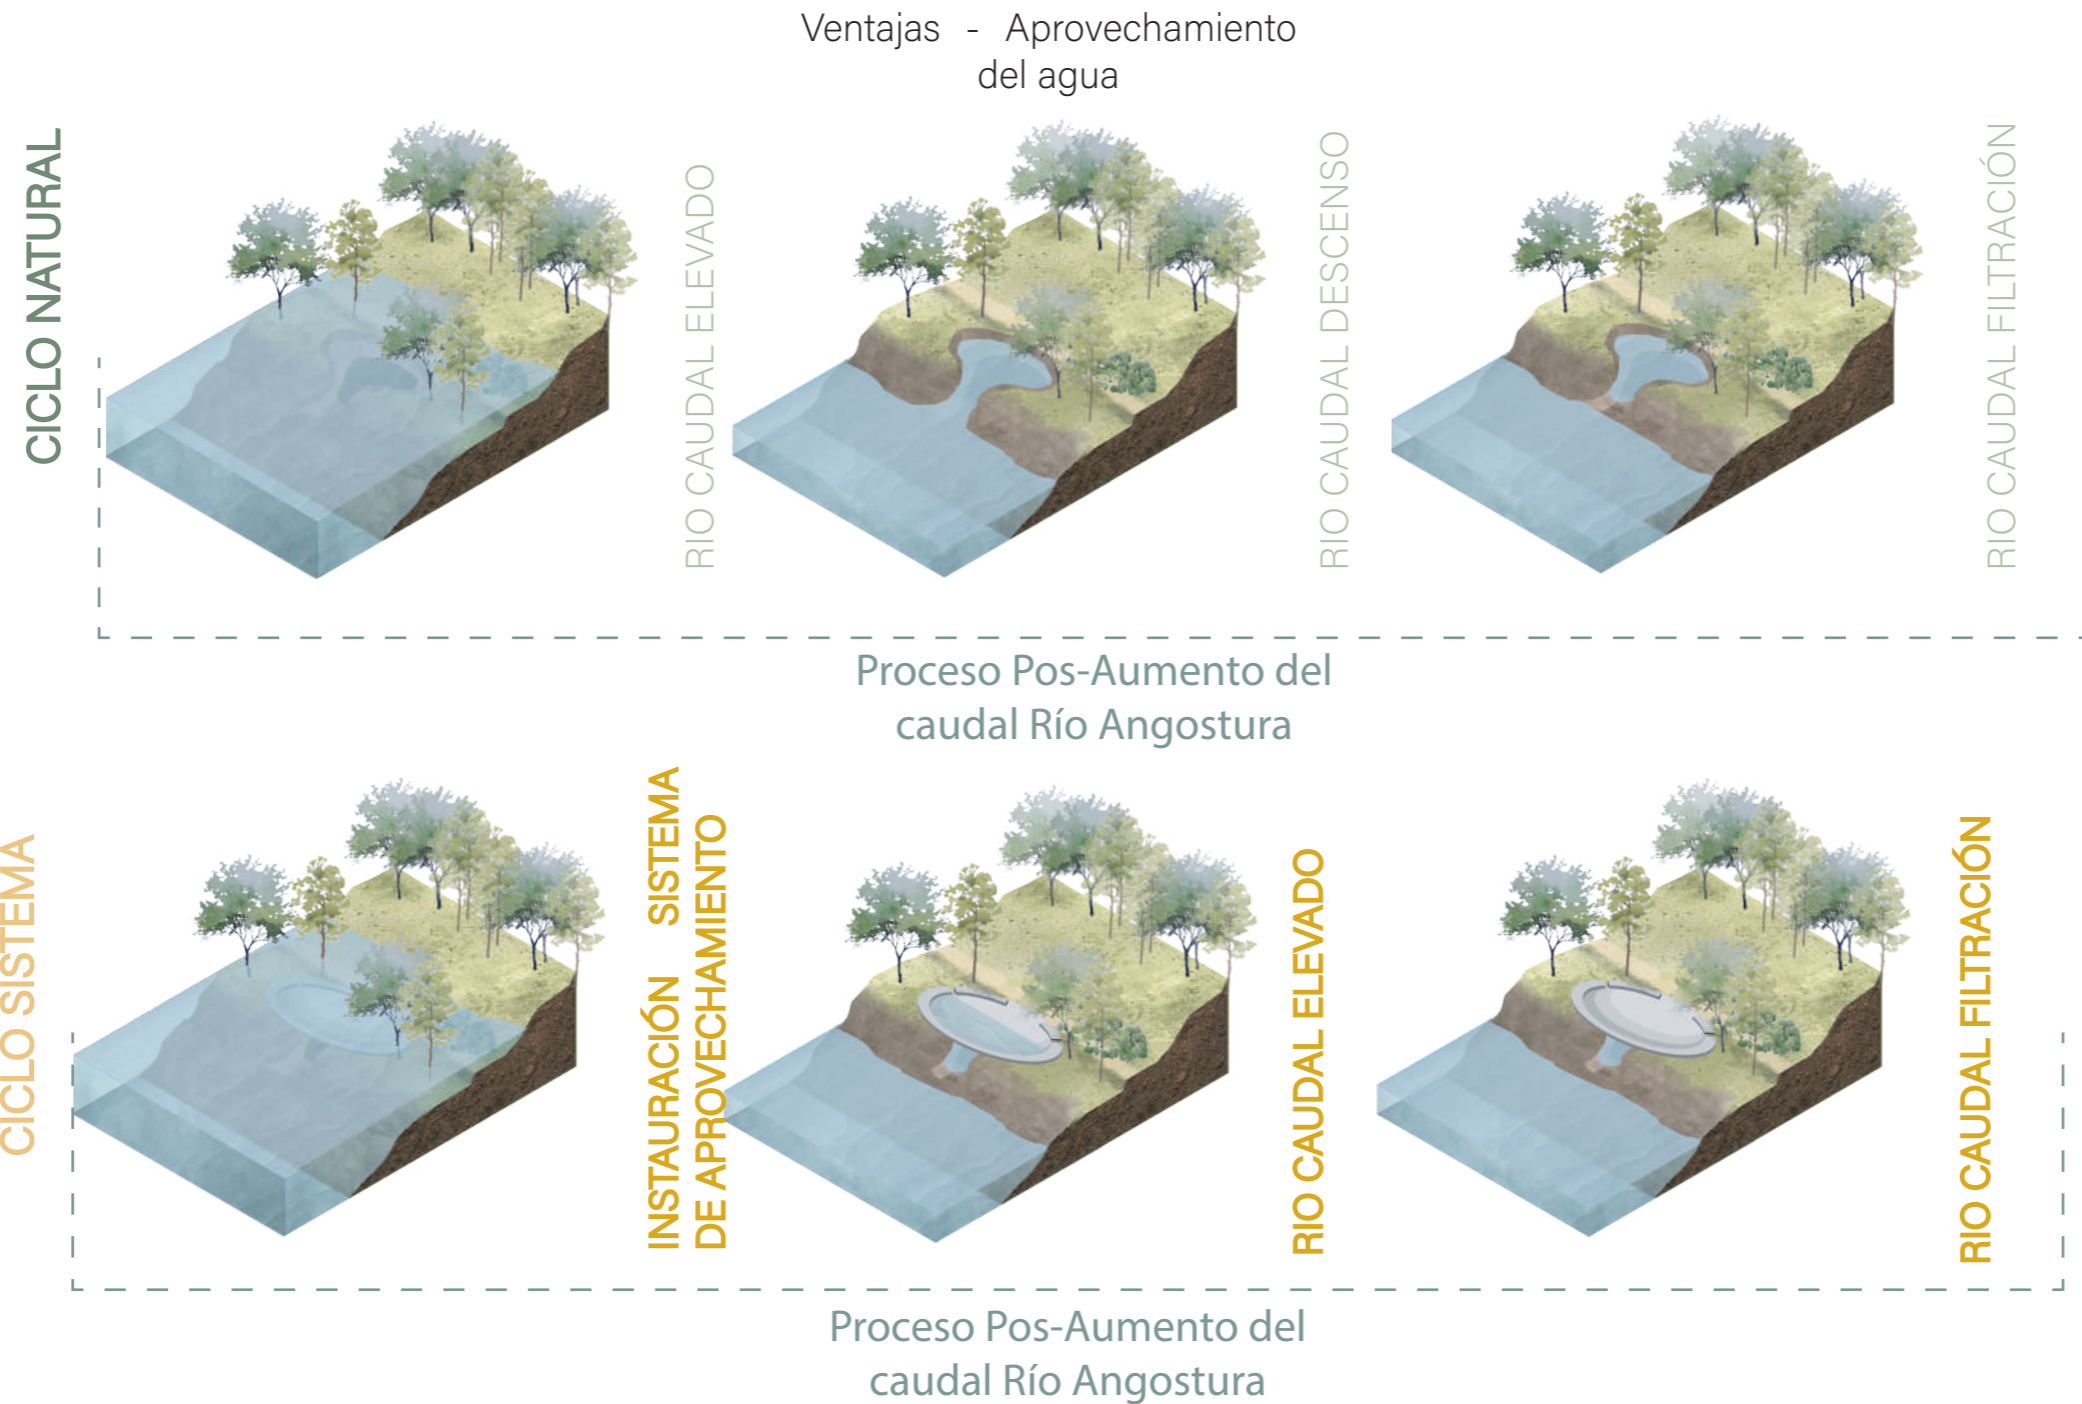 Ventajas - Aprovechamiento
del agua
CICLO NATURAL
RIO CAUDAL ELEVADO
RIO CAUDAL DESCENSO
RIO CAUDAL FILTRACIÓN
Proceso Pos-Aumento del
caudal Río Angostura
CICLO SISTEMA
INSTAURACIÓN SISTEMA
DE APROVECHAMIENTO
RIO CAUDAL ELEVADO
RIO CAUDAL FILTRACIÓN
Proceso Pos-Aumento del
caudal Río Angostura